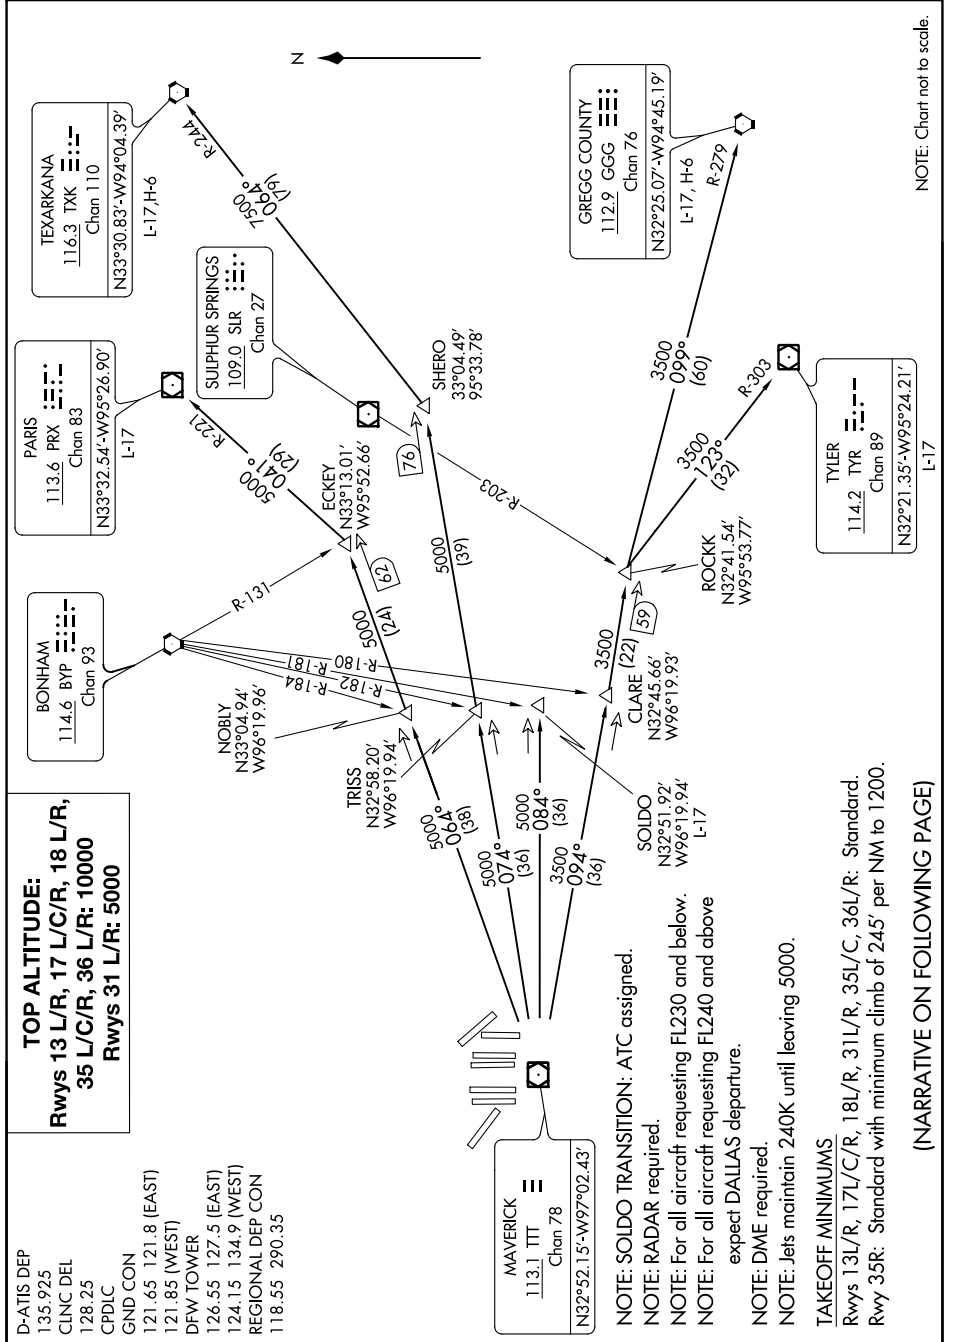 TOP ALTITUDE:
Rwys 13 L/R, 17 L/C/R, 18 L/R,
35 L/C/R, 36 L/R: 10000
Rwys 31 L/R: 5000
D-ATIS DEP
135.925
CLNC DEL
128.25
CPDLC
GND CON
121.65 121.8 (EAST)
121.85 (WEST)
DFW TOWER
126.55 127.5 (EAST)
124.15 134.9 (WEST)
REGIONAL DEP CON
118.55 290.35
BONHAM
114.6 BYP
Chan 93
PARIS
113.6 PRX
Chan 83
N33°32.54'-W95°26.90'
L-17
TEXARKANA
116.3 TXK
Chan 110
N33°30.83'-W94°04.39'
L-17,H-6
SULPHUR SPRINGS
109.0 SLR
Chan 27
N
R-131
R-184
R-181
R-182
R-180
R-221
5000
041°
(29)
R-244
7500
064°
(79)
NOBLY
N33°04.94'
W96°19.96'
ECKEY
N33°13.01'
W95°52.66'
62
5000
(24)
SHERO
33°04.49'
95°33.78'
76
5000
(39)
R-203
TRISS
N32°58.20'
W96°19.94'
5000
064°
(38)
5000
074°
(36)
5000
084°
(36)
3500
094°
(36)
SOLDO
N32°51.92'
W96°19.94'
L-17
CLARE
N32°45.66'
W96°19.93'
3500
(22)
59
ROCKK
N32°41.54'
W95°53.77'
3500
099°
(60)
R-279
3500
123°
(32)
R-303
GREGG COUNTY
112.9 GGG
Chan 76
N32°25.07'-W94°45.19'
L-17, H-6
TYLER
114.2 TYR
Chan 89
N32°21.35'-W95°24.21'
L-17
MAVERICK
113.1 TTT
Chan 78
N32°52.15'-W97°02.43'
NOTE: SOLDO TRANSITION: ATC assigned.
NOTE: RADAR required.
NOTE: For all aircraft requesting FL230 and below.
NOTE: For all aircraft requesting FL240 and above
expect DALLAS departure.
NOTE: DME required.
NOTE: Jets maintain 240K until leaving 5000.
TAKEOFF MINIMUMS
Rwys 13L/R, 17L/C/R, 18L/R, 31L/R, 35L/C, 36L/R: Standard.
Rwy 35R: Standard with minimum climb of 245' per NM to 1200.
(NARRATIVE ON FOLLOWING PAGE)
NOTE: Chart not to scale.